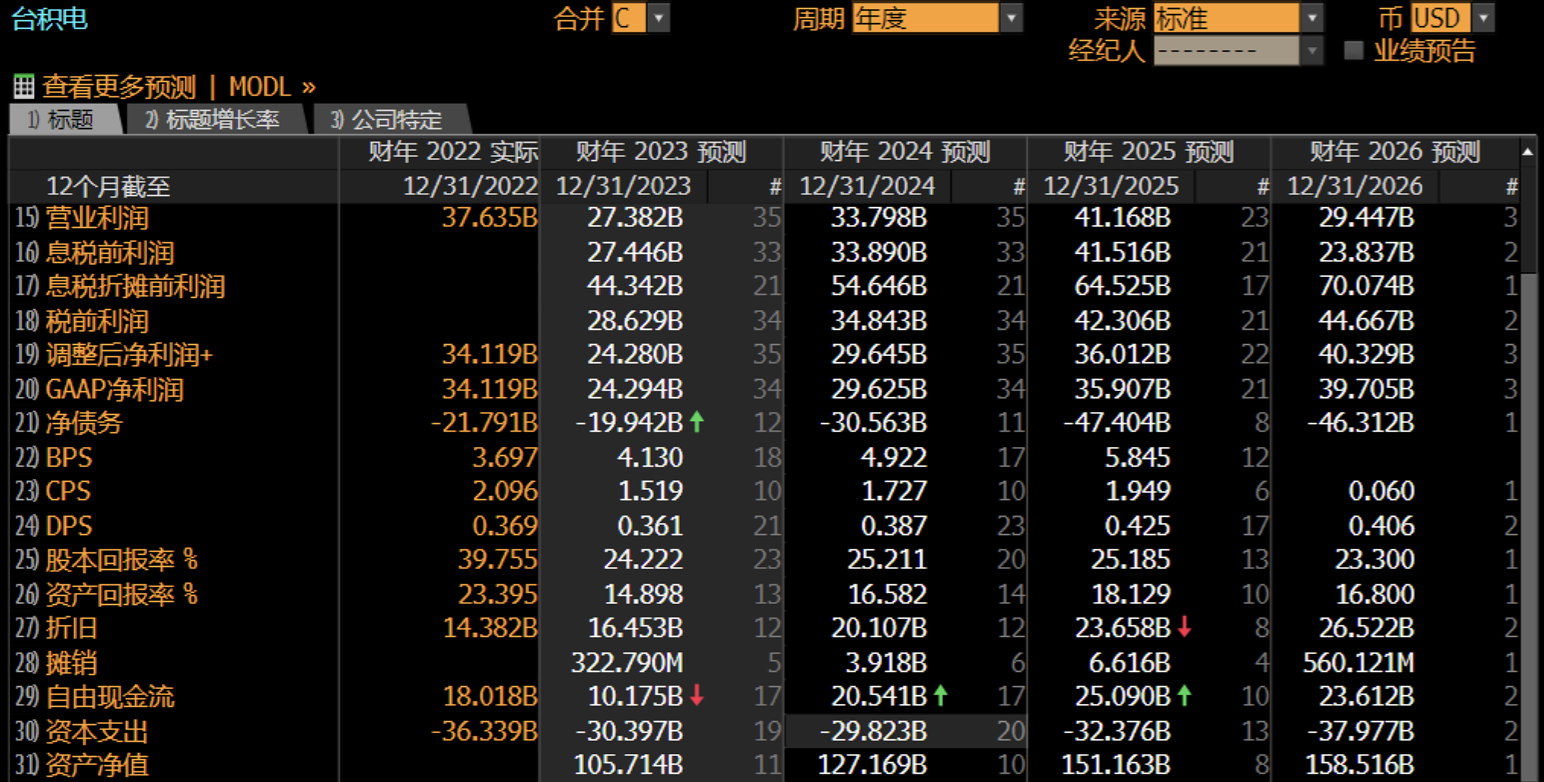 台积电 合并 C 周期 年度 来源 标准 币 USD
经纪人 -------- 业绩预告
查看更多预测 | MODL »
1) 标题 2) 标题增长率 3) 公司特定
财年 2022 实际 财年 2023 预测 财年 2024 预测 财年 2025 预测 财年 2026 预测
12个月截至 12/31/2022 12/31/2023 # 12/31/2024 # 12/31/2025 # 12/31/2026 #
15) 营业利润 37.635B 27.382B 35 33.798B 35 41.168B 23 29.447B 3
16) 息税前利润 27.446B 33 33.890B 33 41.516B 21 23.837B 2
17) 息税折摊前利润 44.342B 21 54.646B 21 64.525B 17 70.074B 1
18) 税前利润 28.629B 34 34.843B 34 42.306B 21 44.667B 2
19) 调整后净利润+ 34.119B 24.280B 35 29.645B 35 36.012B 22 40.329B 3
20) GAAP净利润 34.119B 24.294B 34 29.625B 34 35.907B 21 39.705B 3
21) 净债务 -21.791B -19.942B ↑ 12 -30.563B 11 -47.404B 8 -46.312B 1
22) BPS 3.697 4.130 18 4.922 17 5.845 12
23) CPS 2.096 1.519 10 1.727 10 1.949 6 0.060 1
24) DPS 0.369 0.361 21 0.387 23 0.425 17 0.406 2
25) 股本回报率 % 39.755 24.222 23 25.211 20 25.185 13 23.300 1
26) 资产回报率 % 23.395 14.898 13 16.582 14 18.129 10 16.800 1
27) 折旧 14.382B 16.453B 12 20.107B 12 23.658B ↓ 8 26.522B 2
28) 摊销 322.790M 5 3.918B 6 6.616B 4 560.121M 1
29) 自由现金流 18.018B 10.175B ↓ 17 20.541B ↑ 17 25.090B ↑ 10 23.612B 2
30) 资本支出 -36.339B -30.397B 19 -29.823B 20 -32.376B 13 -37.977B 2
31) 资产净值 105.714B 11 127.169B 10 151.163B 8 158.516B 1